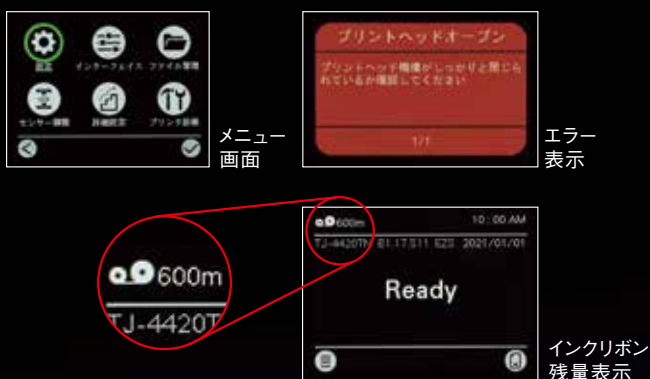 設定 インターフェイス ファイル管理
センサー調整 詳細設定 プリンタ診断
メニュー
画面
プリントヘッドオープン
プリントヘッド機構がしっかりと閉じら
れているか確認してください
1/1
エラー
表示
600m
TJ-4420T
600m 10:00 AM
TJ-4420TN B1.17.S11 EZS 2021/01/01
Ready
インクリボン
残量表示